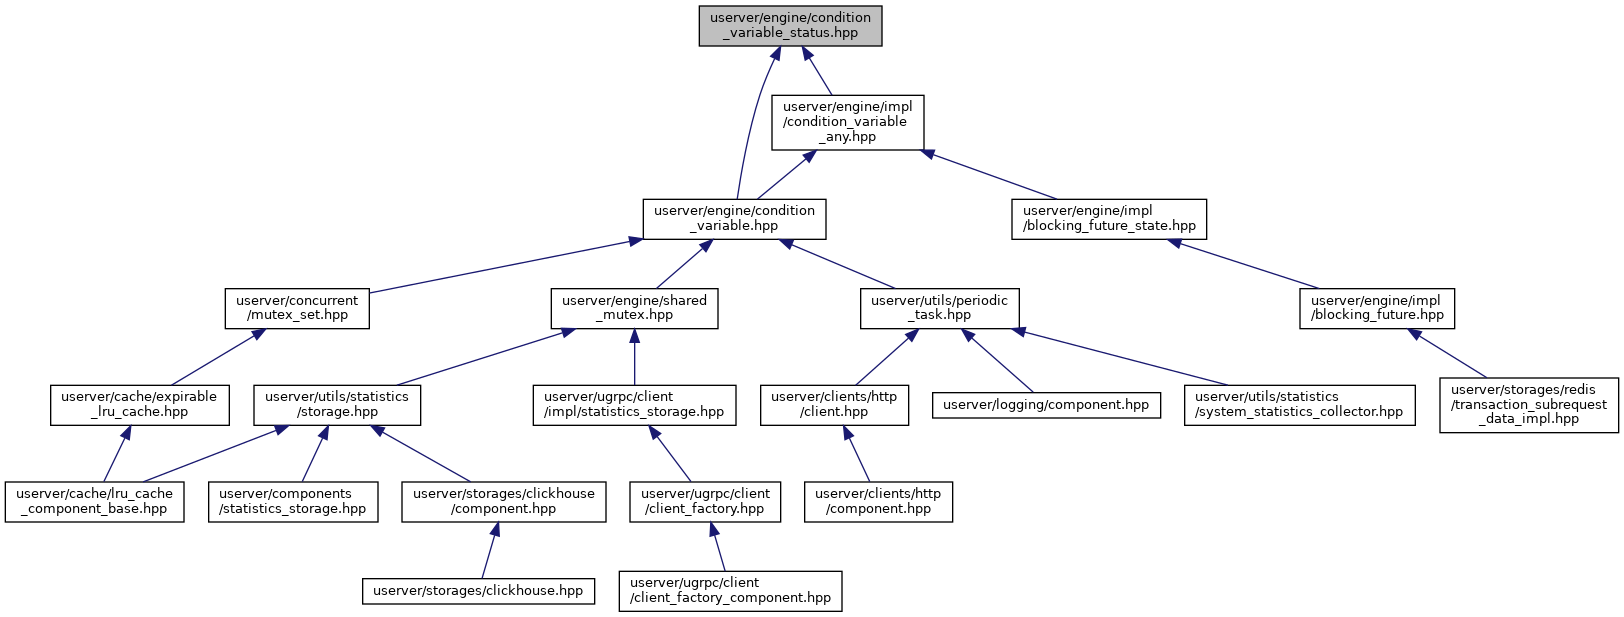 userver/engine/condition
_variable_status.hpp
userver/engine/impl
/condition_variable
_any.hpp
userver/engine/condition
_variable.hpp
userver/engine/impl
/blocking_future_state.hpp
userver/concurrent
/mutex_set.hpp
userver/engine/shared
_mutex.hpp
userver/utils/periodic
_task.hpp
userver/engine/impl
/blocking_future.hpp
userver/cache/expirable
_lru_cache.hpp
userver/utils/statistics
/storage.hpp
userver/ugrpc/client
/impl/statistics_storage.hpp
userver/clients/http
/client.hpp
userver/logging/component.hpp
userver/utils/statistics
/system_statistics_collector.hpp
userver/storages/redis
/transaction_subrequest
_data_impl.hpp
userver/cache/lru_cache
_component_base.hpp
userver/components
/statistics_storage.hpp
userver/storages/clickhouse
/component.hpp
userver/ugrpc/client
/client_factory.hpp
userver/clients/http
/component.hpp
userver/storages/clickhouse.hpp
userver/ugrpc/client
/client_factory_component.hpp